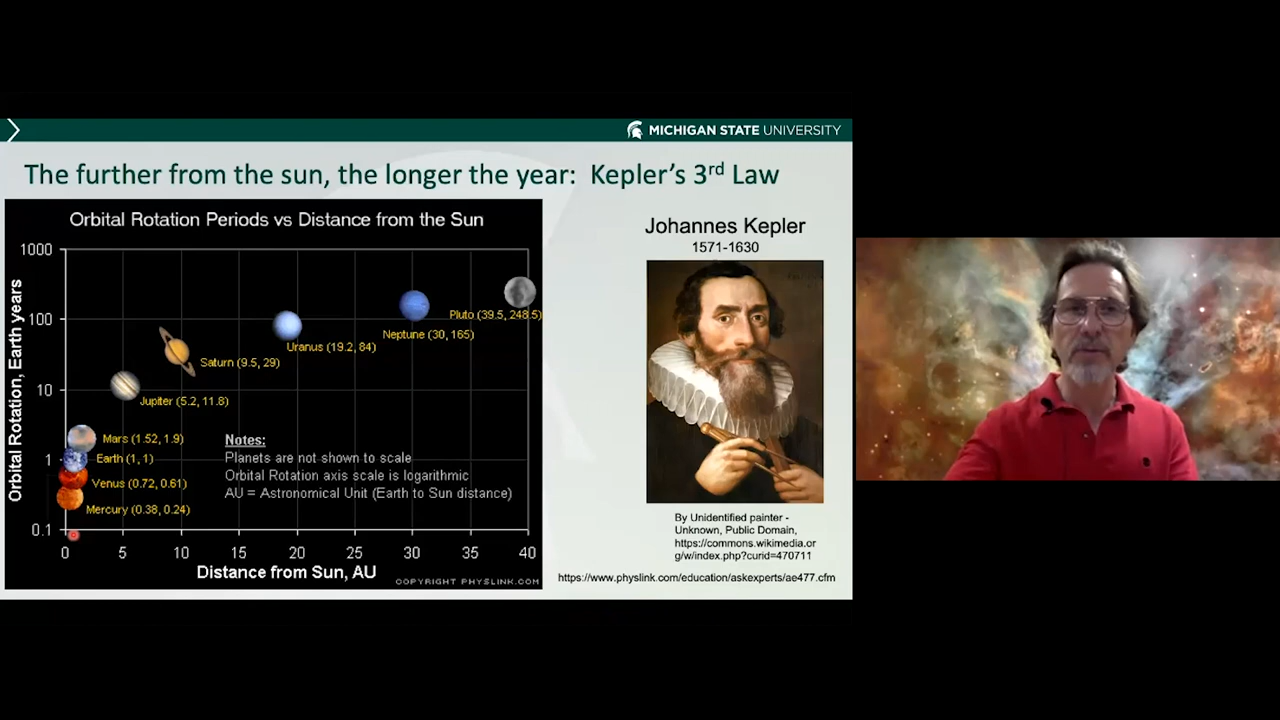 MICHIGAN STATE UNIVERSITY
The further from the sun, the longer the year: Kepler's 3rd Law
Orbital Rotation Periods vs Distance from the Sun
Orbital Rotation, Earth years
1000
100
10
1
0.1
Pluto (39.5, 248.5)
Neptune (30, 165)
Uranus (19.2, 84)
Saturn (9.5, 29)
Jupiter (5.2, 11.8)
Mars (1.52, 1.9)
Earth (1, 1)
Venus (0.72, 0.61)
Mercury (0.38, 0.24)
Notes:
Planets are not shown to scale
Orbital Rotation axis scale is logarithmic
AU = Astronomical Unit (Earth to Sun distance)
0 5 10 15 20 25 30 35 40
Distance from Sun, AU
COPYRIGHT PHYSLINK.COM
Johannes Kepler
1571-1630
By Unidentified painter -
Unknown, Public Domain,
https://commons.wikimedia.or
g/w/index.php?curid=470711
https://www.physlink.com/education/askexperts/ae477.cfm